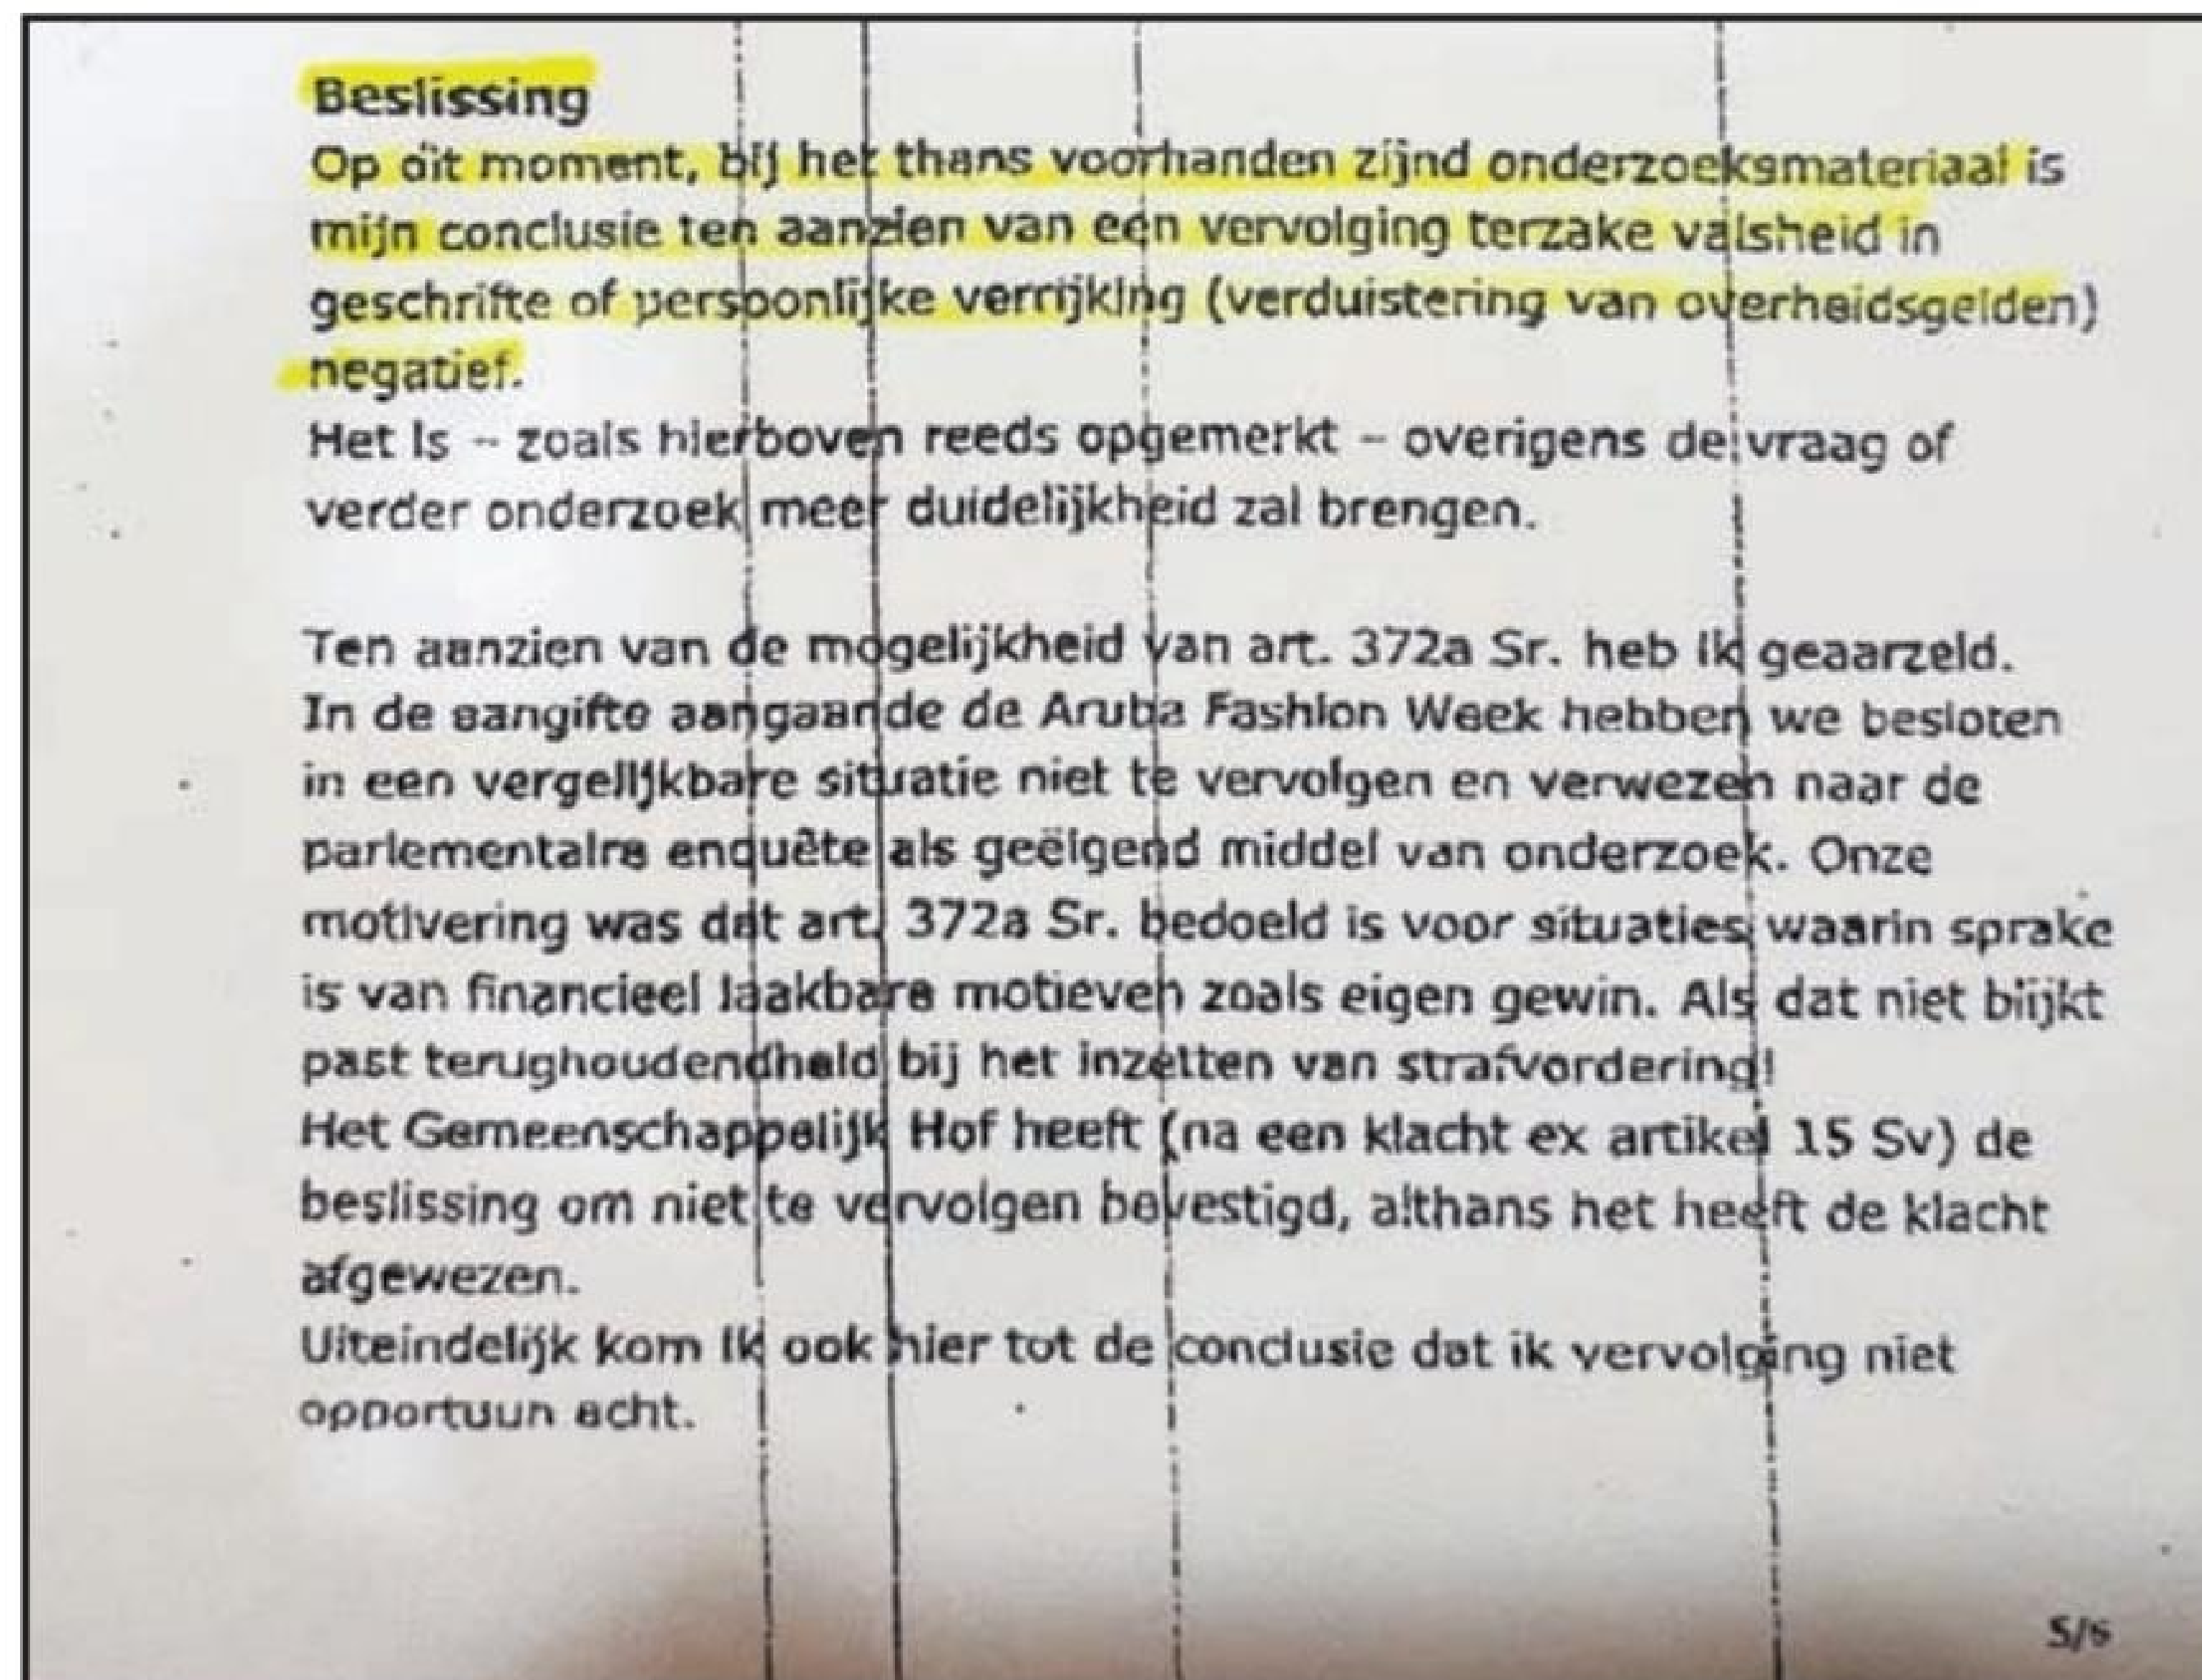 Beslissing
Op dit moment, bij het thans voorhanden zijnd onderzoeksmateriaal is
mijn conclusie ten aanzien van een vervolging terzake valsheid in
geschrifte of persoonlijke verrijking (verduistering van overheidsgelden)
negatief.
Het is – zoals hierboven reeds opgemerkt – overigens de vraag of
verder onderzoek meer duidelijkheid zal brengen.
Ten aanzien van de mogelijkheid van art. 372a Sr. heb ik geaarzeld.
In de aangifte aangaande de Aruba Fashion Week hebben we besloten
in een vergelijkbare situatie niet te vervolgen en verwezen naar de
parlementaire enquête als geëigend middel van onderzoek. Onze
motivering was dat art. 372a Sr. bedoeld is voor situaties waarin sprake
is van financieel laakbare motieven zoals eigen gewin. Als dat niet blijkt
past terughoudendheid bij het inzetten van strafvordering!
Het Gemeenschappelijk Hof heeft (na een klacht ex artikel 15 Sv) de
beslissing om niet te vervolgen bevestigd, althans het heeft de klacht
afgewezen.
Uiteindelijk kom ik ook hier tot de conclusie dat ik vervolging niet
opportuun acht.
5/6